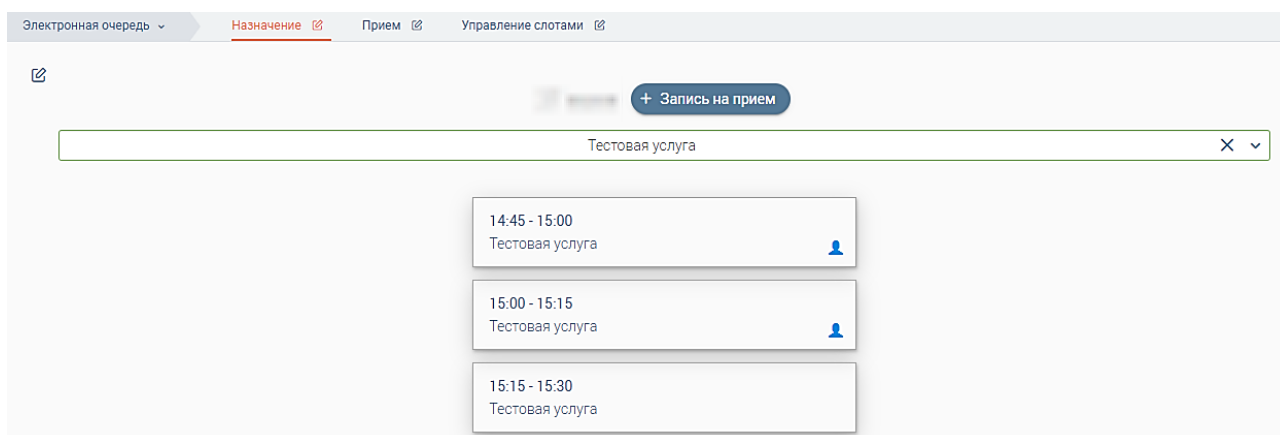 Электронная очередь Назначение Прием Управление слотами
+ Запись на прием
Тестовая услуга
14:45 - 15:00
Тестовая услуга
15:00 - 15:15
Тестовая услуга
15:15 - 15:30
Тестовая услуга